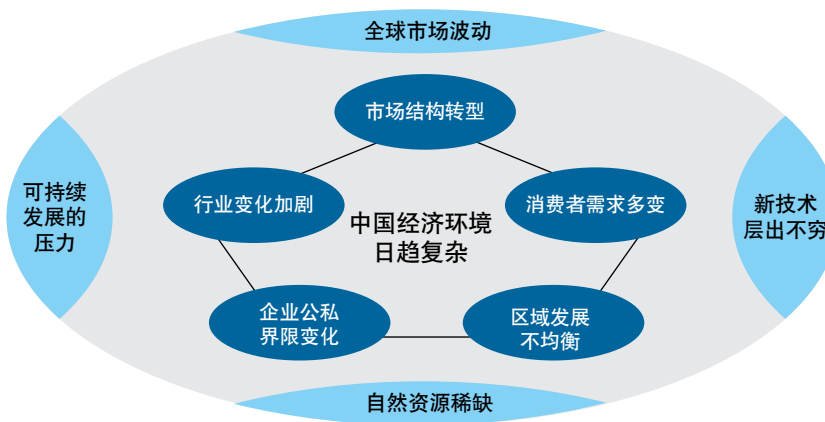 全球市场波动
市场结构转型
可持续
发展的
压力
行业变化加剧
消费者需求多变
新技术
层出不穷
中国经济环境
日趋复杂
企业公私
界限变化
区域发展
不均衡
自然资源稀缺